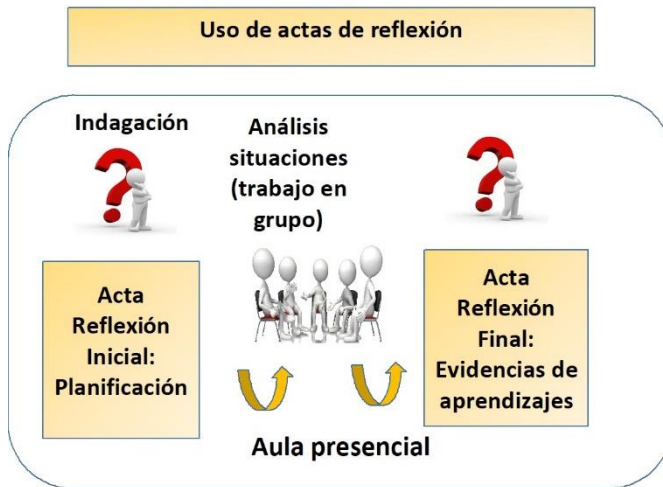 Uso de actas de reflexión
Indagación
Análisis
situaciones
(trabajo en
grupo)
Acta
Reflexión
Inicial:
Planificación
Acta
Reflexión
Final:
Evidencias de
aprendizajes
Aula presencial